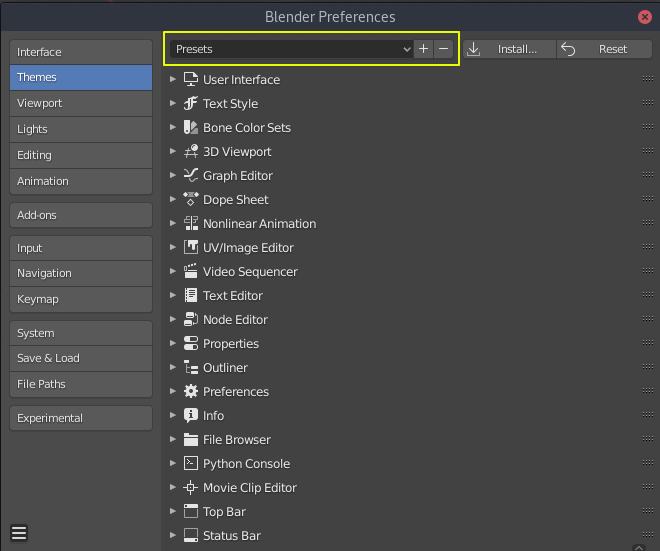 Blender Preferences
Interface
Themes
Viewport
Lights
Editing
Animation
Add-ons
Input
Navigation
Keymap
System
Save & Load
File Paths
Experimental
Presets
Install...
Reset
User Interface
Text Style
Bone Color Sets
3D Viewport
Graph Editor
Dope Sheet
Nonlinear Animation
UV/Image Editor
Video Sequencer
Text Editor
Node Editor
Properties
Outliner
Preferences
Info
File Browser
Python Console
Movie Clip Editor
Top Bar
Status Bar